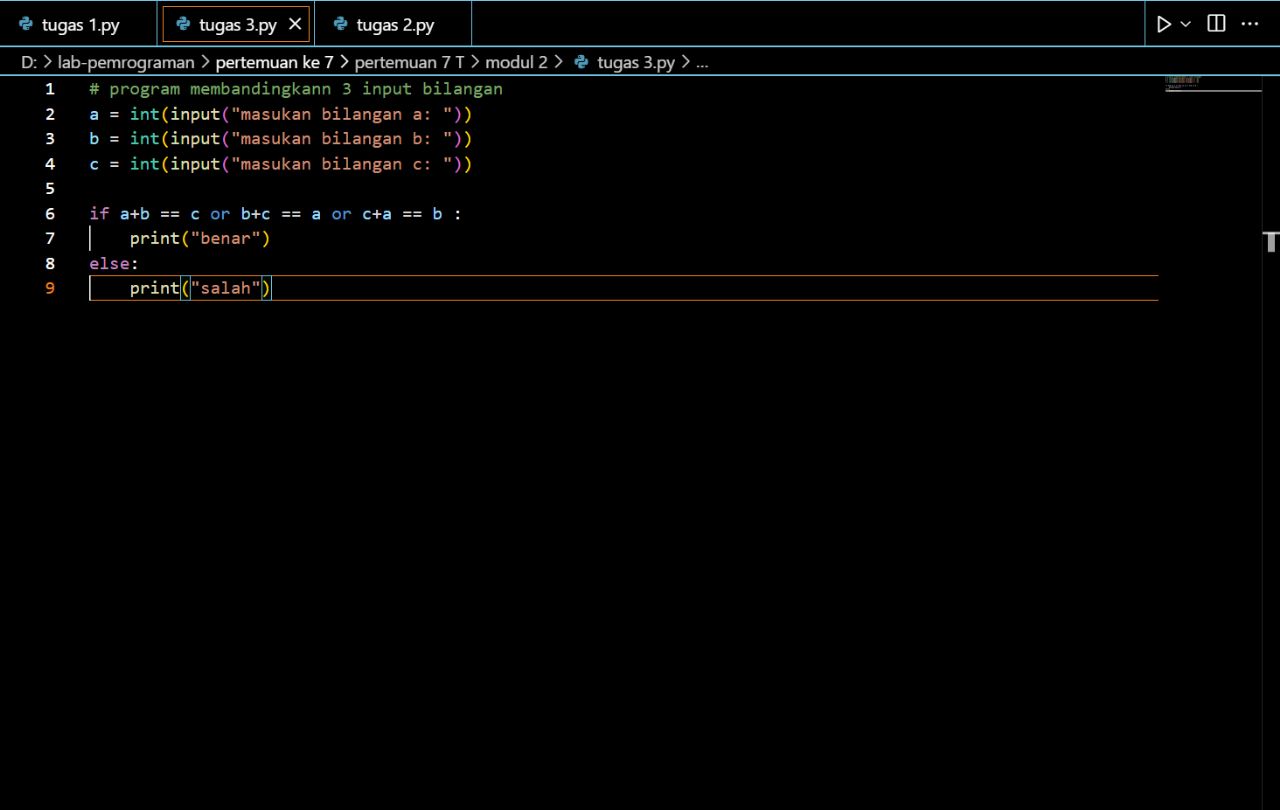 tugas 1.py tugas 3.py tugas 2.py
D: > lab-pemrograman > pertemuan ke 7 > pertemuan 7 T > modul 2 > tugas 3.py > ...
1 # program membandingkann 3 input bilangan
2 a = int(input("masukan bilangan a: "))
3 b = int(input("masukan bilangan b: "))
4 c = int(input("masukan bilangan c: "))
5
6 if a+b == c or b+c == a or c+a == b :
7     print("benar")
8 else:
9     print("salah")